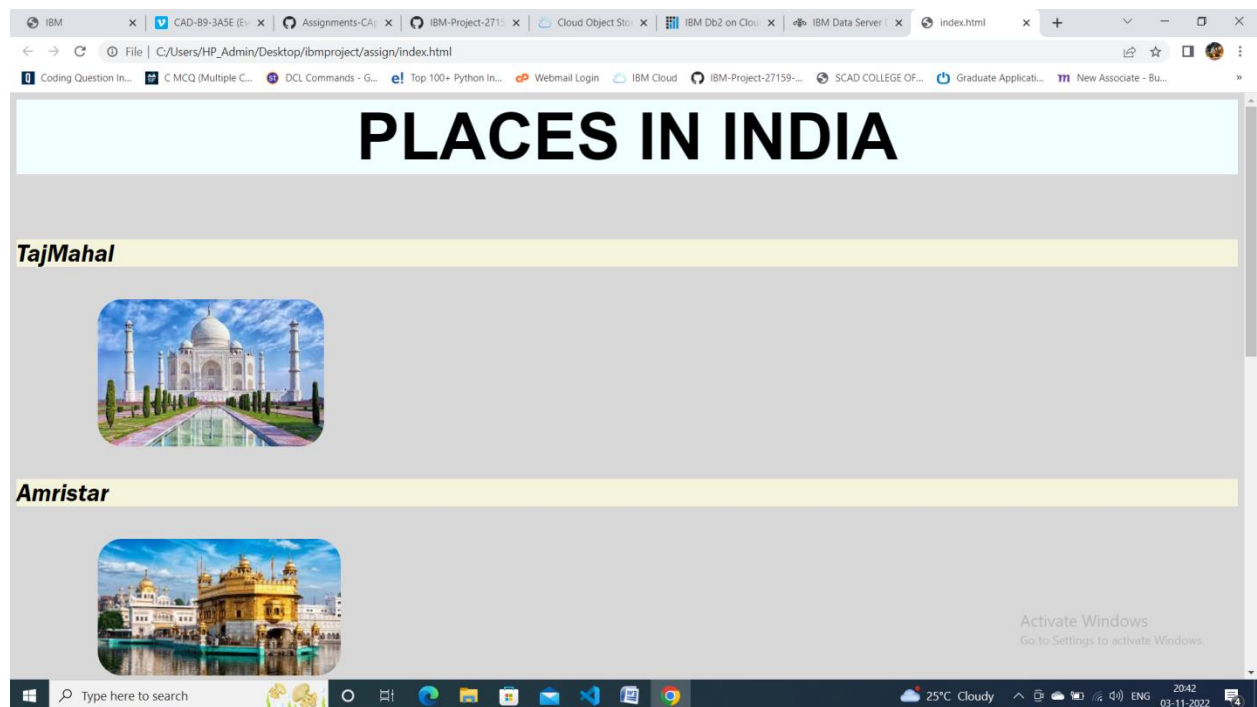 IBM CAD-B9-3A5E (Ev Assignments-CA IBM-Project-2715 Cloud Object Sto IBM Db2 on Clou IBM Data Server index.html
File | C:/Users/HP_Admin/Desktop/ibmproject/assign/index.html
Coding Question In... C MCQ (Multiple C... DCL Commands - G... Top 100+ Python In... Webmail Login IBM Cloud IBM-Project-27159-... SCAD COLLEGE OF... Graduate Applicati... New Associate - Bu... »
PLACES IN INDIA
TajMahal
Amristar
Activate Windows
Go to Settings to activate Windows.
Type here to search 25°C Cloudy ENG 20:42
03-11-2022